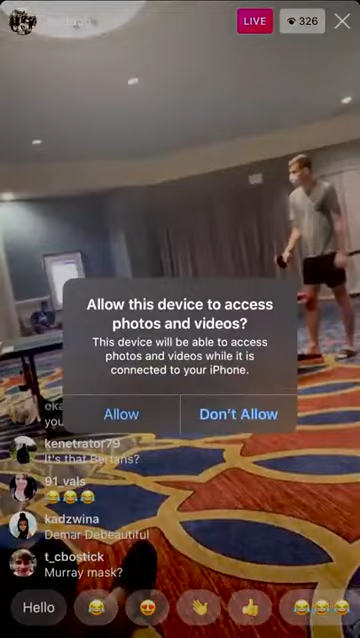 LIVE
326
Allow this device to access
photos and videos?
This device will be able to access
photos and videos while it is
connected to your iPhone.
Allow
Don't Allow
kenetrator79
It's that Bertans?
91_vals
kadzwina
Demar Debeautiful
t_cbostick
Murray mask?
Hello